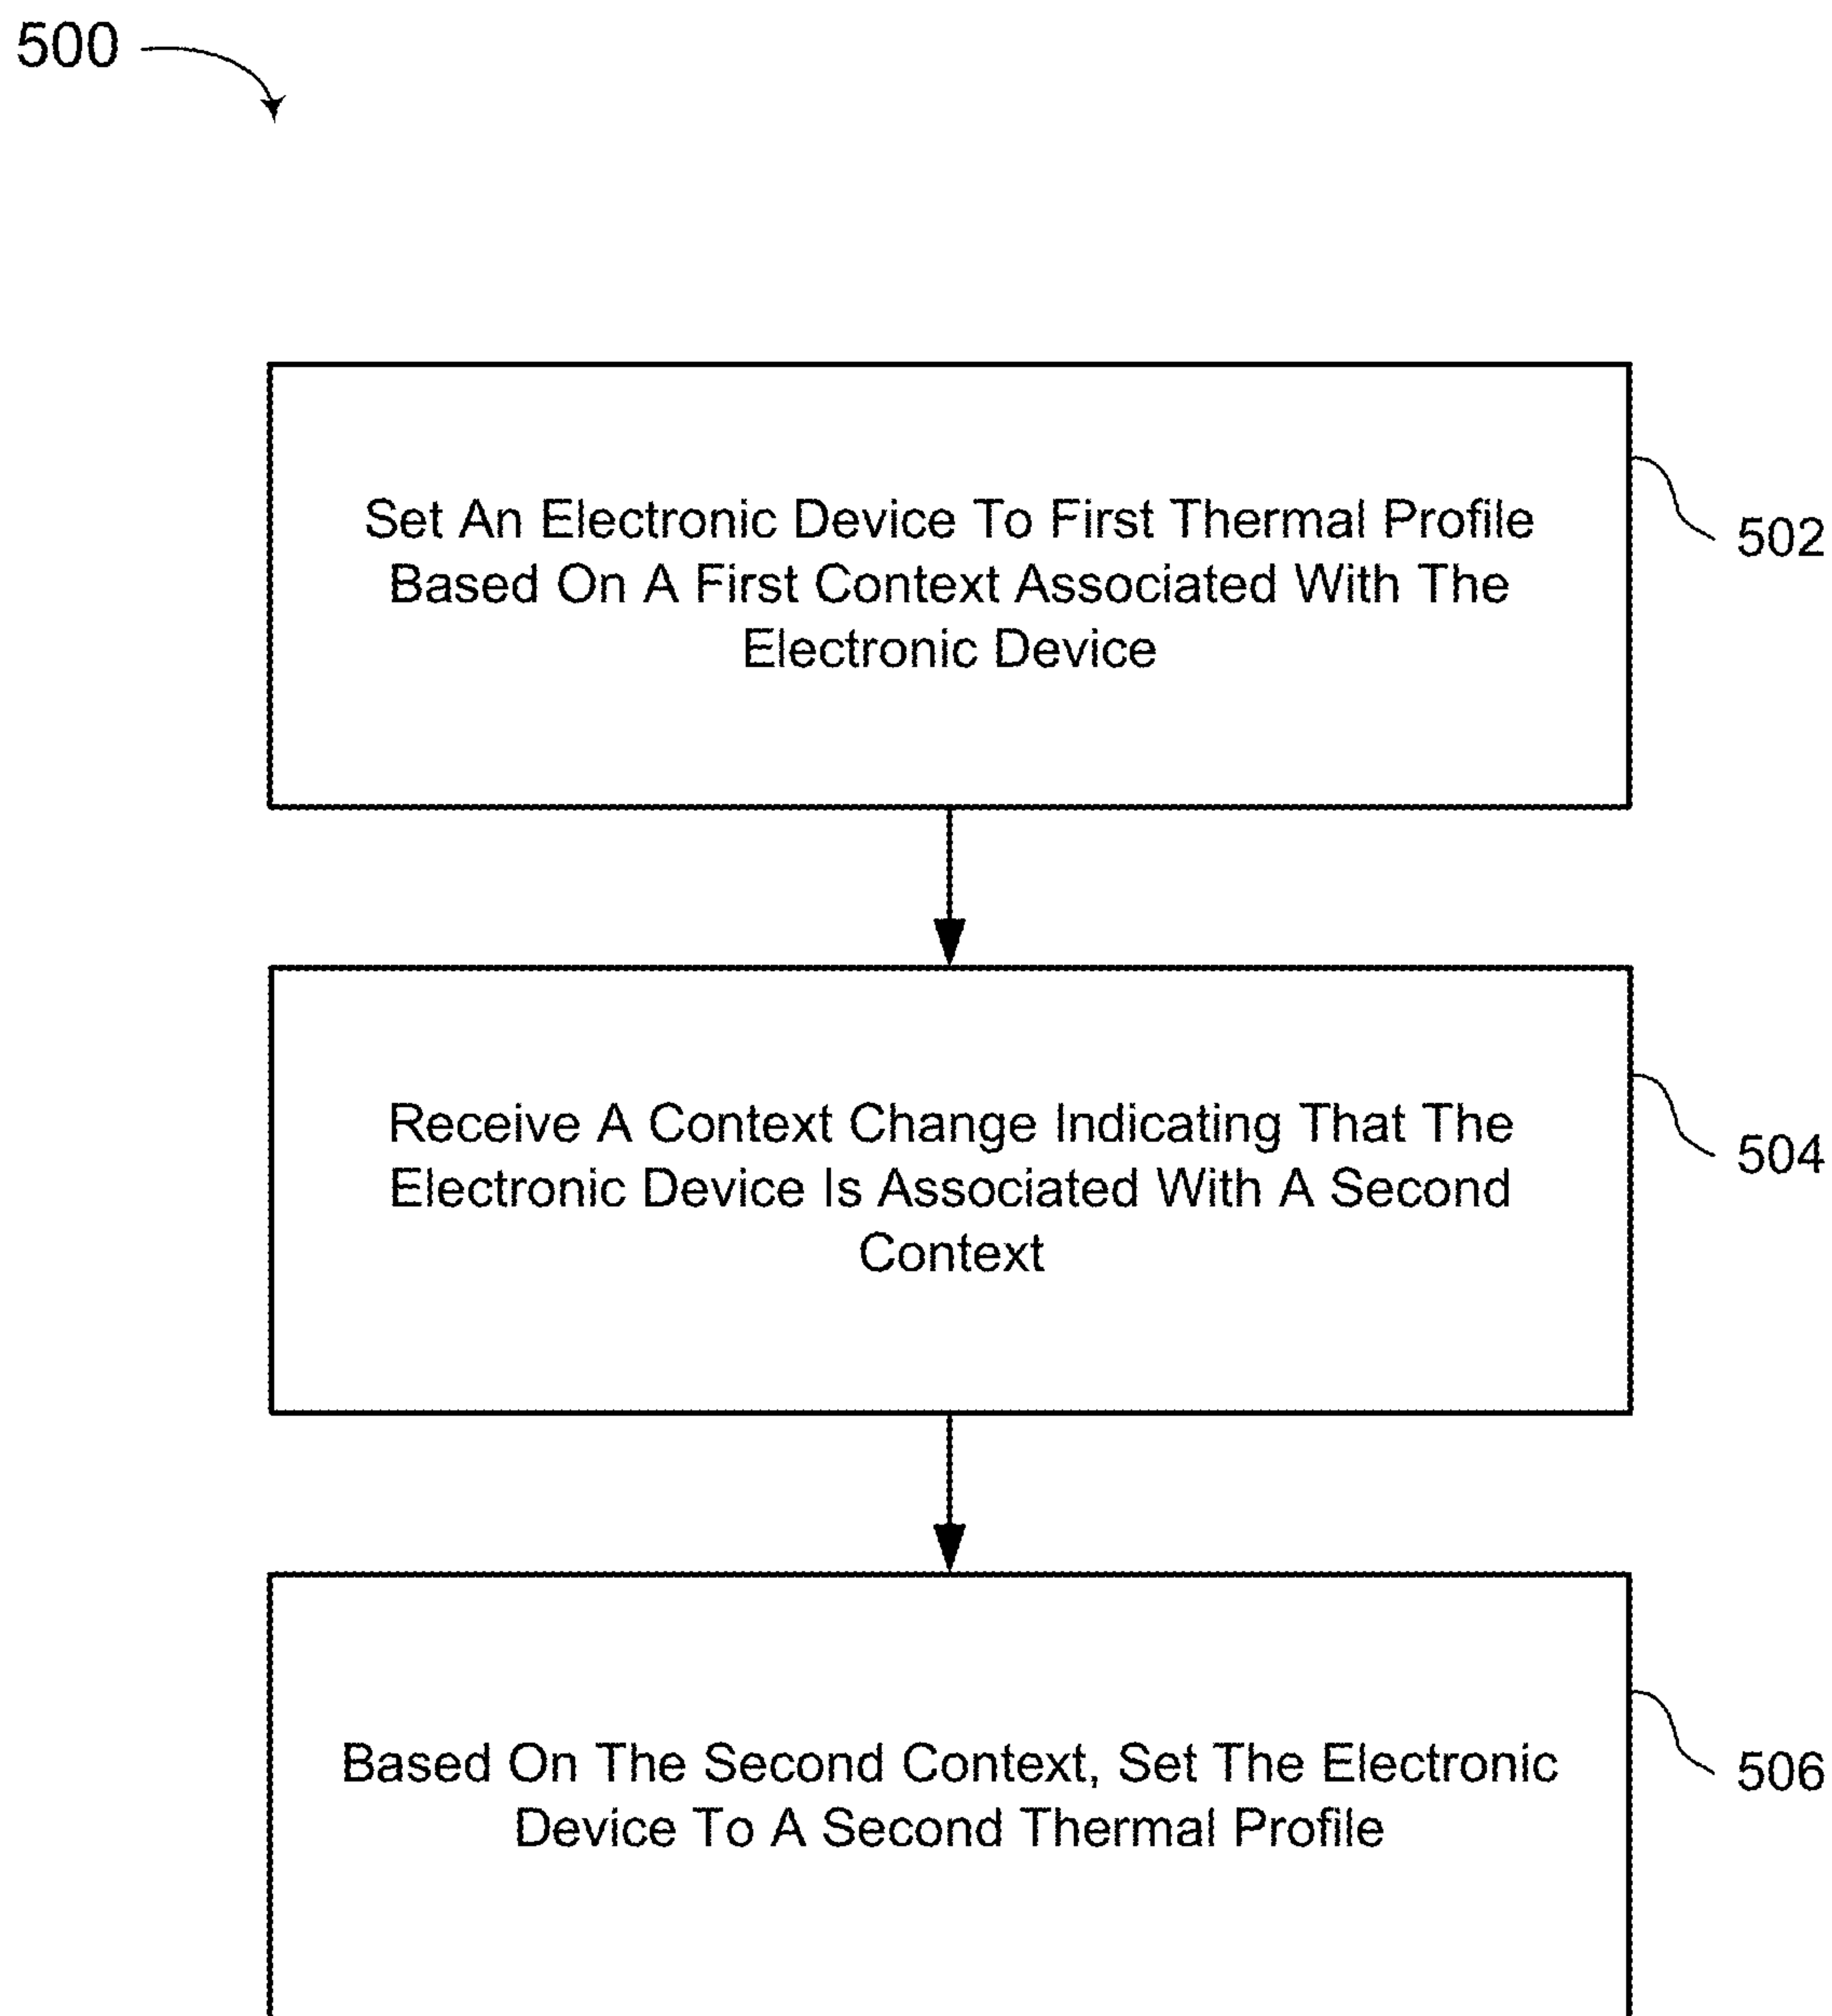 500
Set An Electronic Device To First Thermal Profile
Based On A First Context Associated With The
Electronic Device
502
Receive A Context Change Indicating That The
Electronic Device Is Associated With A Second
Context
504
Based On The Second Context, Set The Electronic
Device To A Second Thermal Profile
506